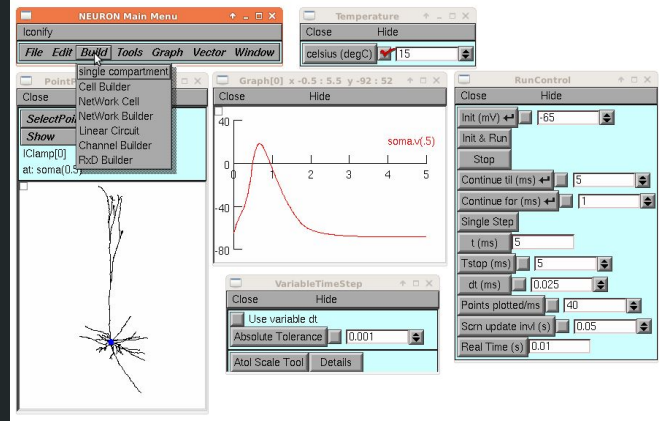 NEURON Main Menu
Iconify
File Edit Build Tools Graph Vector Window
single compartment
Cell Builder
NetWork Cell
NetWork Builder
Linear Circuit
Channel Builder
RxD Builder
Temperature
Close Hide
celsius (degC) 15
Close
Show
IClamp[0]
at: soma(0.5)
Graph[0] x -0.5 : 5.5 y -92 : 52
Close Hide
40
soma.v(.5)
0
0 1 2 3 4 5
-40
-80
VariableTimeStep
Close Hide
Use variable dt
Absolute Tolerance 0.001
Atol Scale Tool Details
RunControl
Close Hide
Init (mV) -65
Init & Run
Stop
Continue til (ms) 5
Continue for (ms) 1
Single Step
t (ms) 5
Tstop (ms) 5
dt (ms) 0.025
Points plotted/ms 40
Scrn update invl (s) 0.05
Real Time (s) 0.01